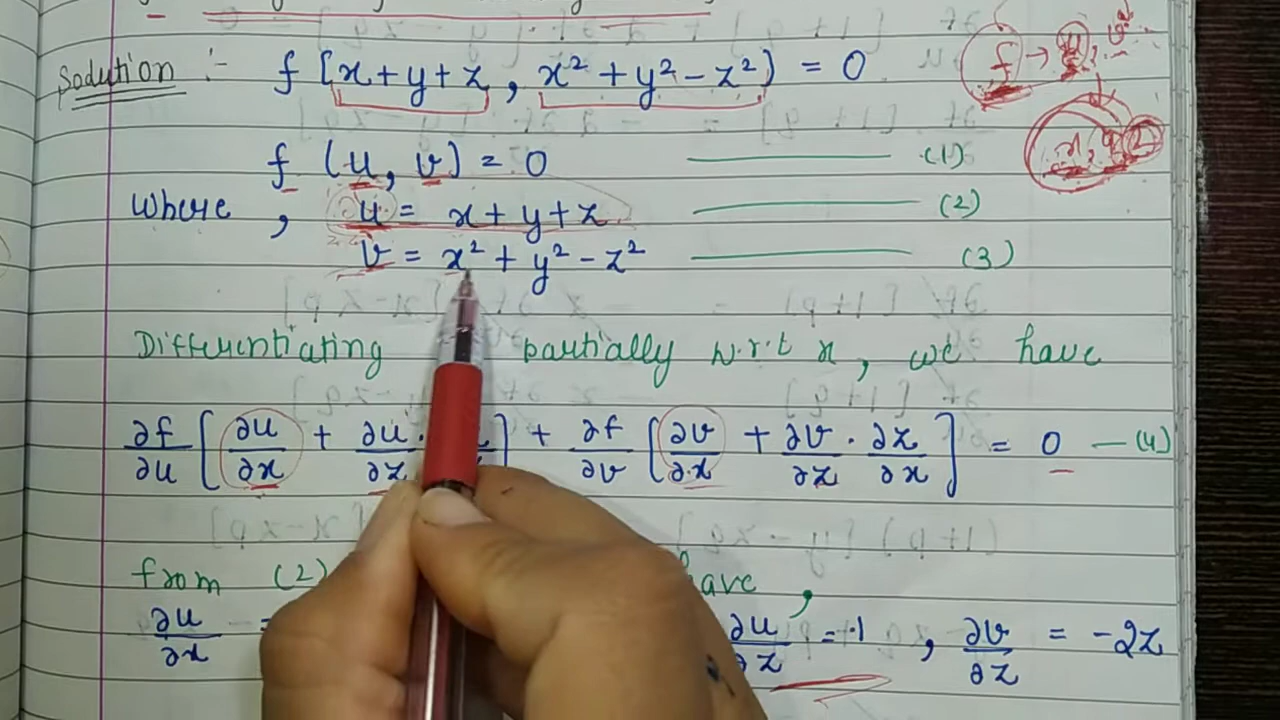 Solution :- f [x+y+z, x² + y² - z²) = 0
f → u, v
x, y, z
f (u, v) = 0 ——— (1)
Where, u = x + y + z ——— (2)
v = x² + y² - z² ——— (3)
Differentiating partially w.r.t x, we have
∂f/∂u [∂u/∂x + ∂u/∂z . ] + ∂f/∂v [∂v/∂x + ∂v/∂z . ∂z/∂x] = 0 — (4)
from (2) have,
∂u/∂x = ∂u/∂z = 1, ∂v/∂z = -2z